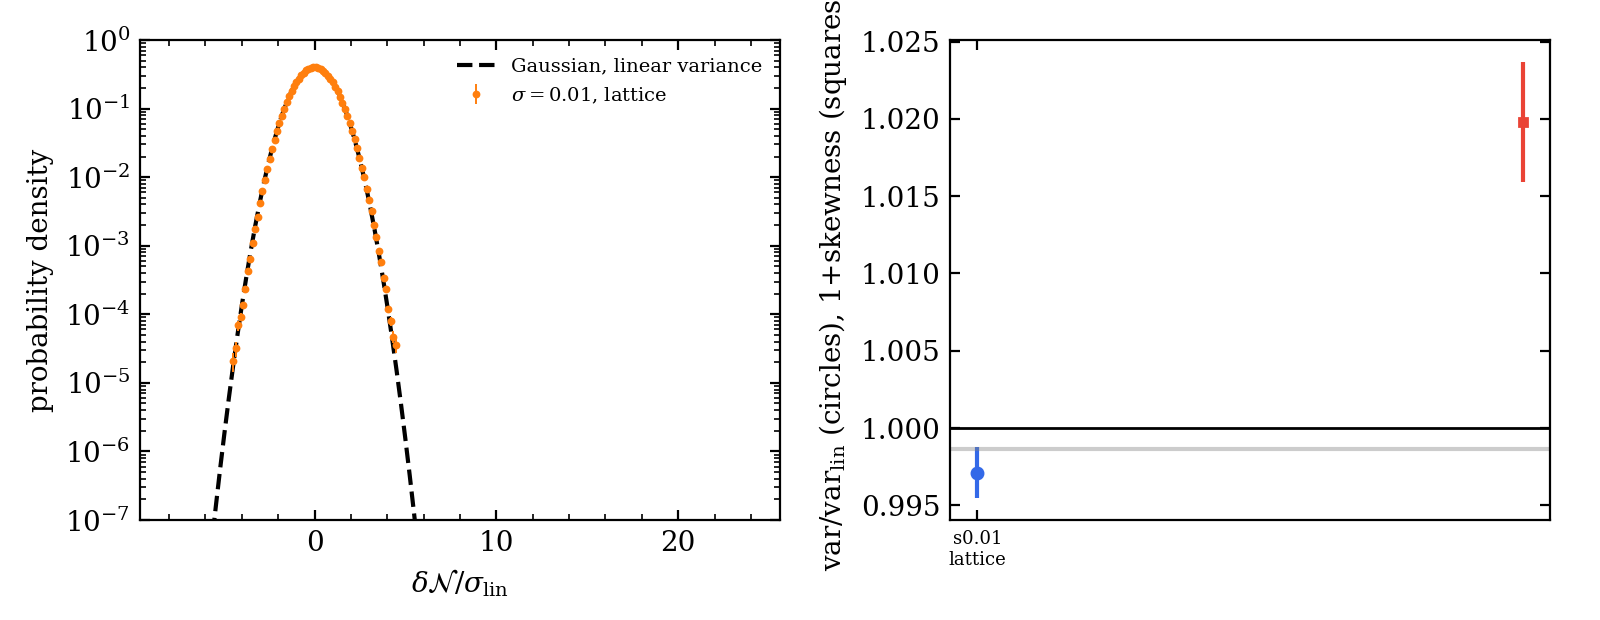 10⁰
10⁻¹
10⁻²
10⁻³
10⁻⁴
10⁻⁵
10⁻⁶
10⁻⁷
probability density
Gaussian, linear variance
σ = 0.01, lattice
0
10
20
δ𝒩/σ_lin
var/var_lin (circles), 1+skewness (squares
1.025
1.020
1.015
1.010
1.005
1.000
0.995
s0.01
lattice